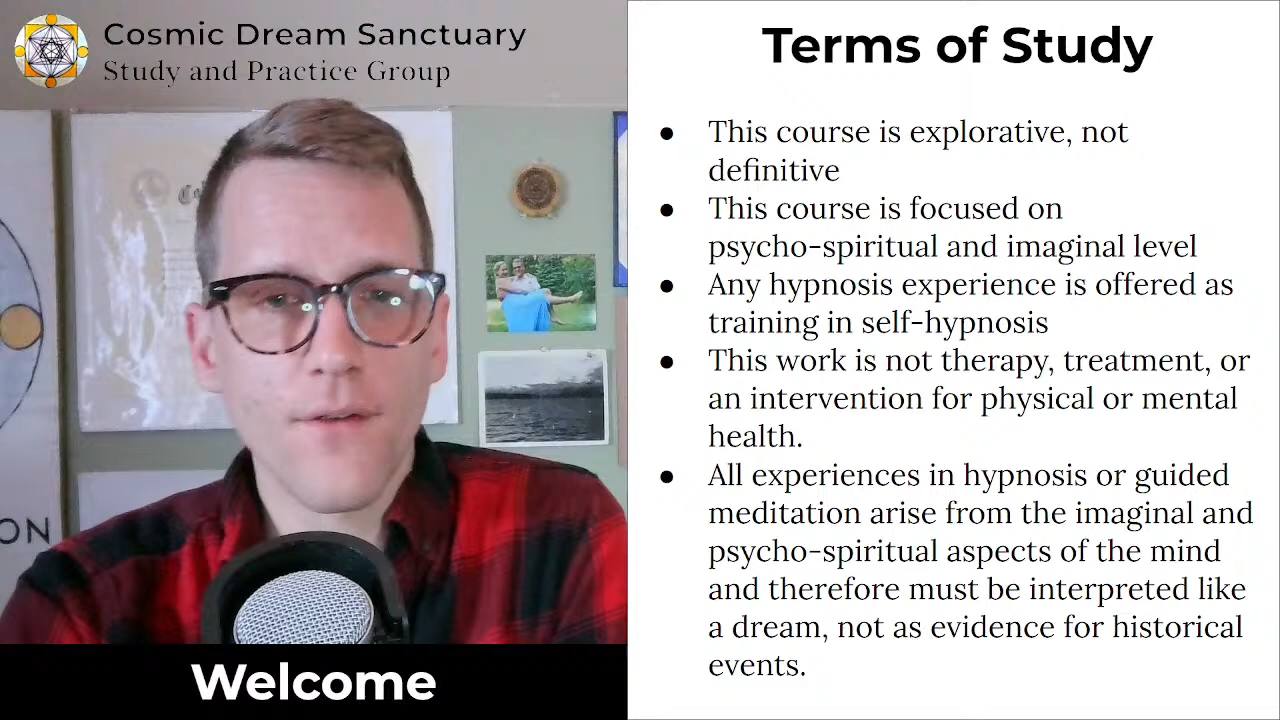 Cosmic Dream Sanctuary
Study and Practice Group
ON
Welcome
Terms of Study
● This course is explorative, not
definitive
● This course is focused on
psycho-spiritual and imaginal level
● Any hypnosis experience is offered as
training in self-hypnosis
● This work is not therapy, treatment, or
an intervention for physical or mental
health.
● All experiences in hypnosis or guided
meditation arise from the imaginal and
psycho-spiritual aspects of the mind
and therefore must be interpreted like
a dream, not as evidence for historical
events.